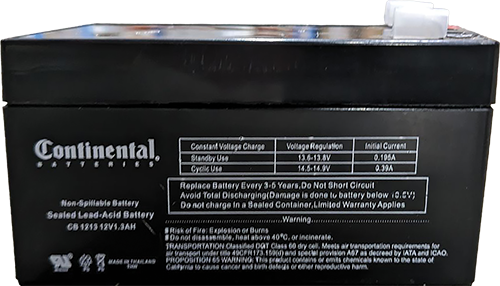 Continental
BATTERIES
Non-Spillable Battery
Sealed Lead-Acid Battery
CB 1213 12V1.3AH
MADE IN THAILAND
Constant Voltage Charge Voltage Regulation Initial Current
Standby Use 13.6-13.8V 0.195A
Cyclic Use 14.5-14.9V 0.39A
Replace Battery Every 3-5 Years,Do Not Short Circuit
Avoid Total Discharging(Damage is done to battery below
Do not charge in a Sealed Container,Limited Warranty Applies
Warning
Risk of Fire: Explosion or Burns
Do not disassemble, heat above 40°C, or incinerate.
TRANSPORTATION Classified DOT Class 60 dry cell. Meets air transportation requirements for
air transport under title 49CFR173.159(d) and special provision A67 as decreed by IATA and ICAO.
PROPOSITION 65 WARNING: This product contains or emits chemicals known to the state of
California to cause cancer and birth defects or other reproductive harm.